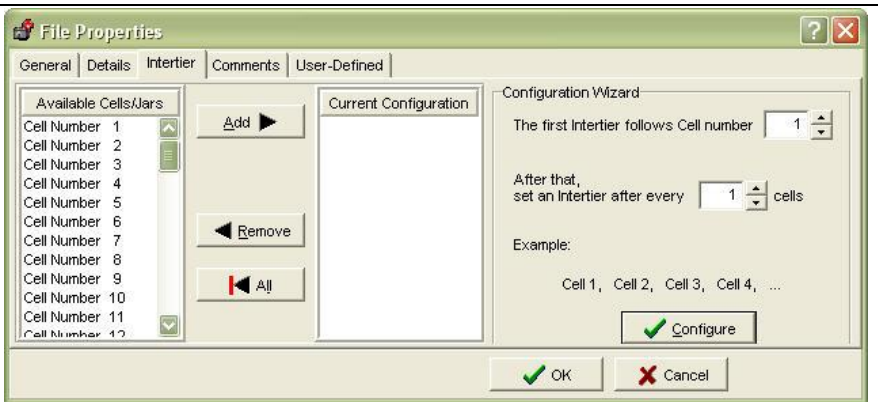 File Properties
General Details Intertier Comments User-Defined
Available Cells/Jars
Cell Number 1
Cell Number 2
Cell Number 3
Cell Number 4
Cell Number 5
Cell Number 6
Cell Number 7
Cell Number 8
Cell Number 9
Cell Number 10
Cell Number 11
Cell Number 12
Add
Remove
All
Current Configuration
Configuration Wizard
The first Intertier follows Cell number 1
After that,
set an Intertier after every 1 cells
Example:
Cell 1, Cell 2, Cell 3, Cell 4, ...
Configure
OK Cancel